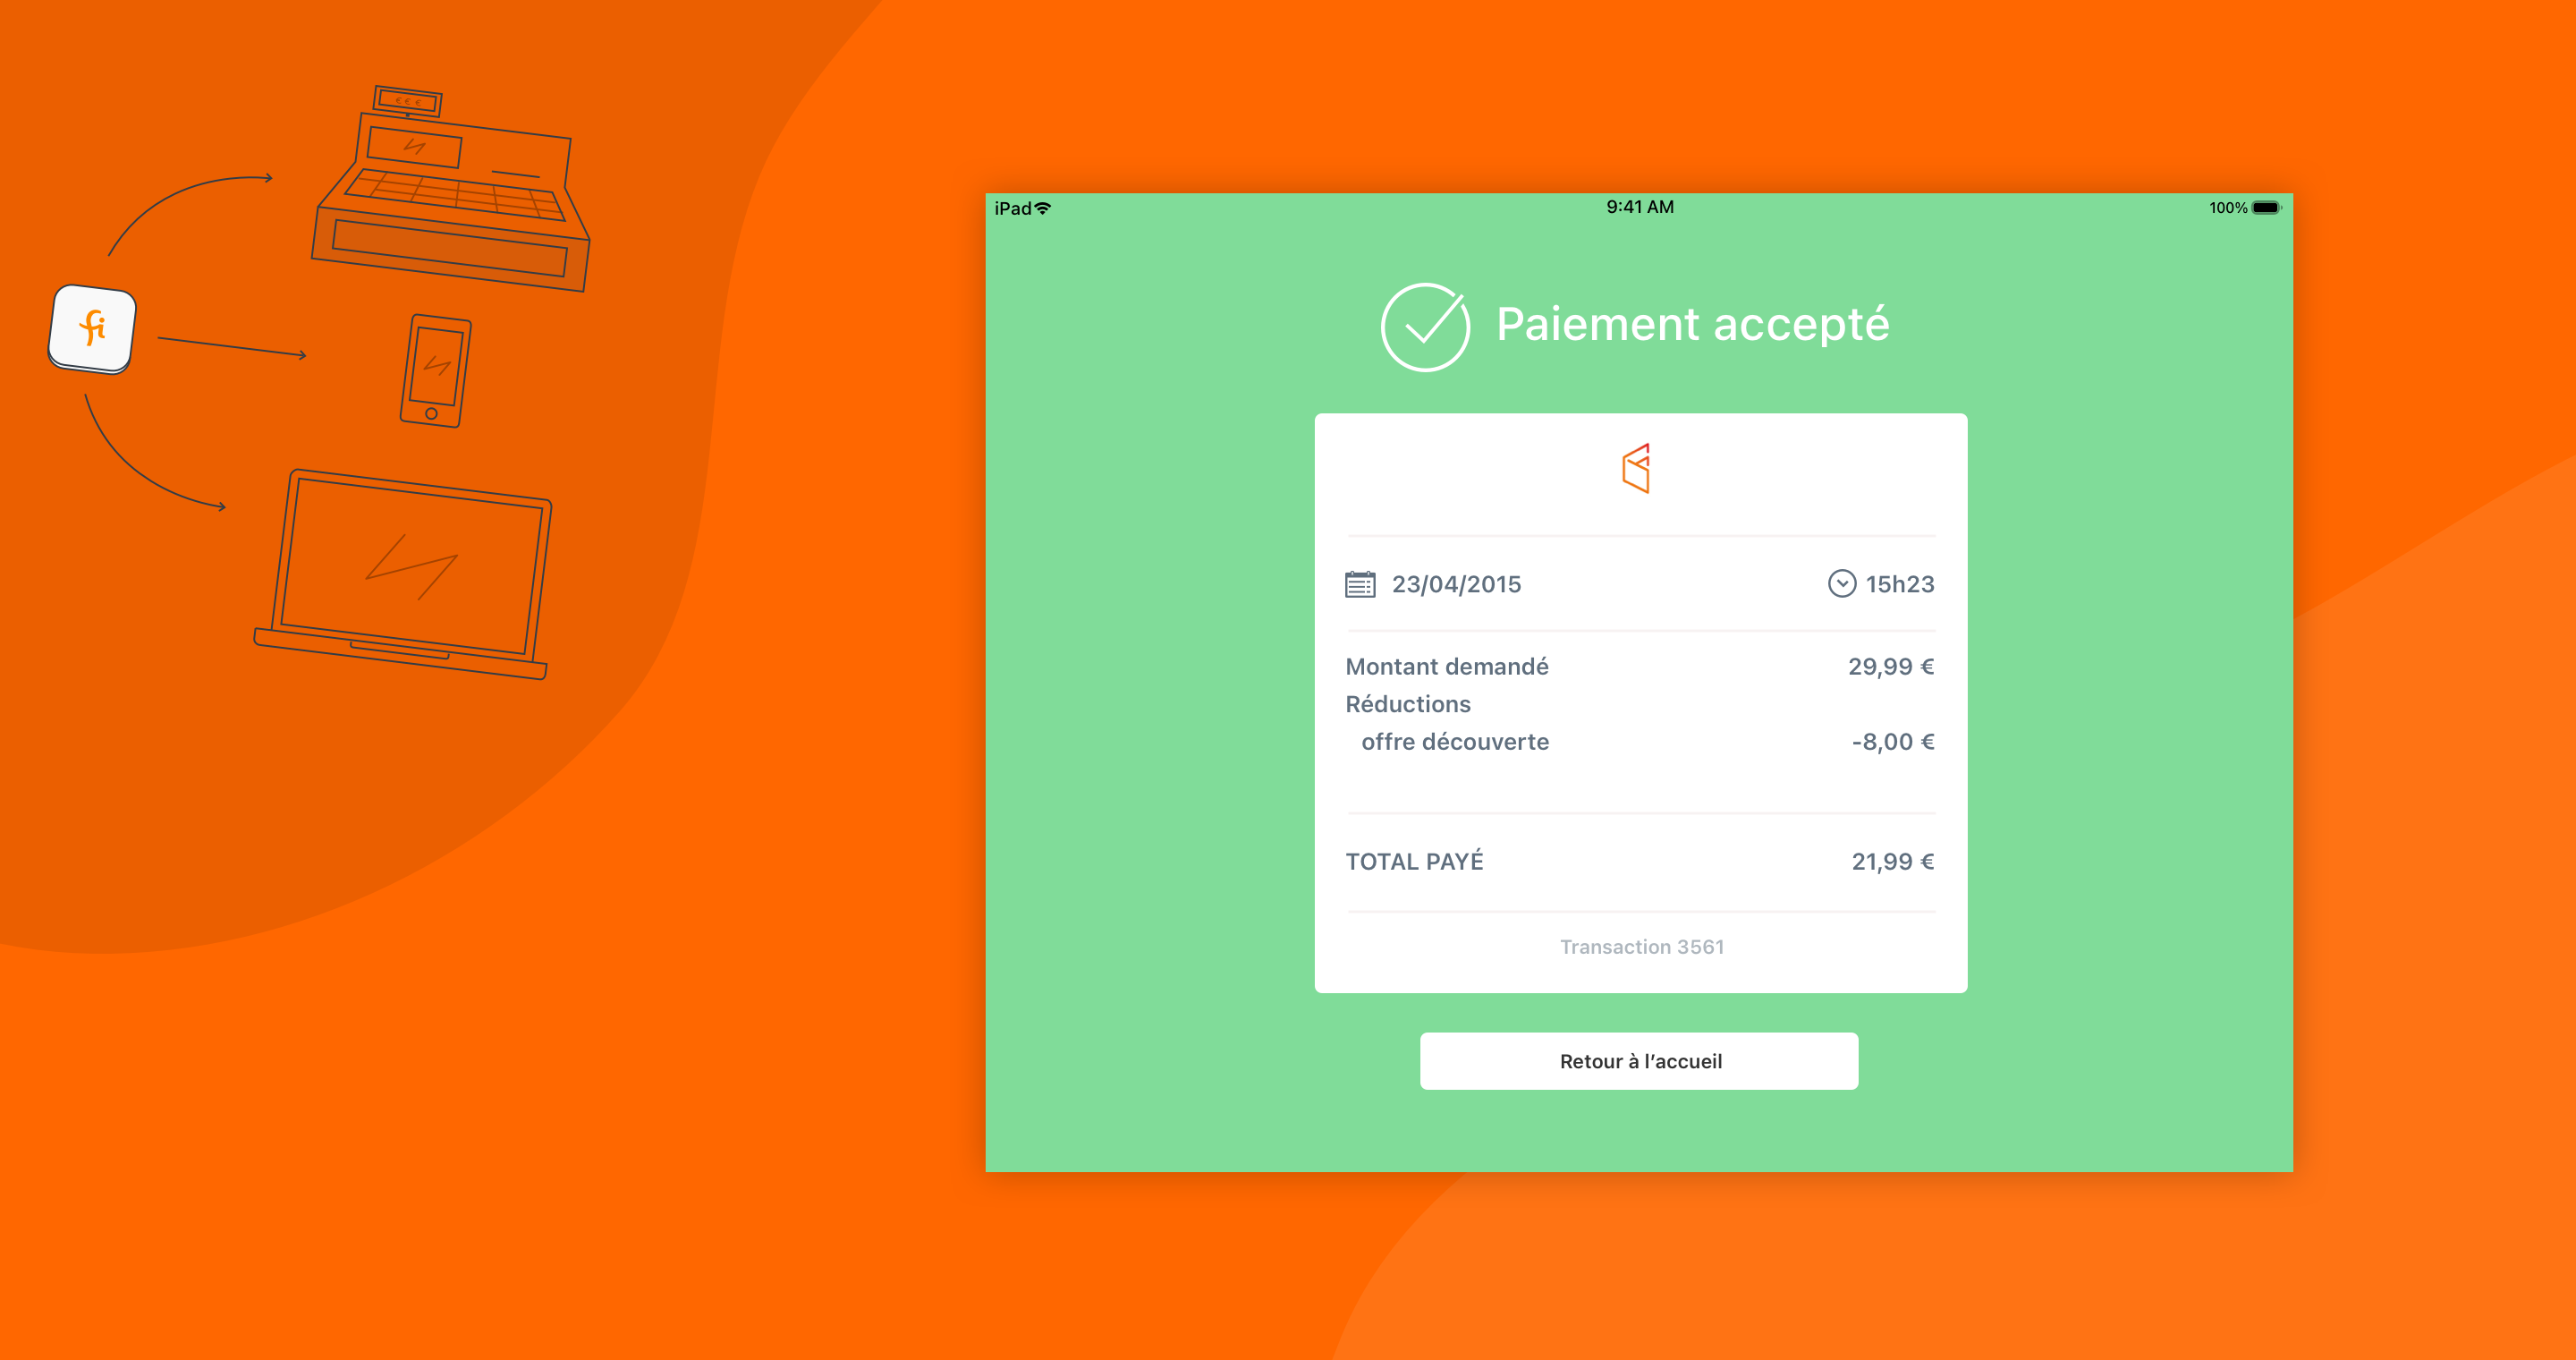 € € €
fi
iPad
9:41 AM
100%
Paiement accepté
23/04/2015
15h23
Montant demandé
29,99 €
Réductions
offre découverte
-8,00 €
TOTAL PAYÉ
21,99 €
Transaction 3561
Retour à l’accueil